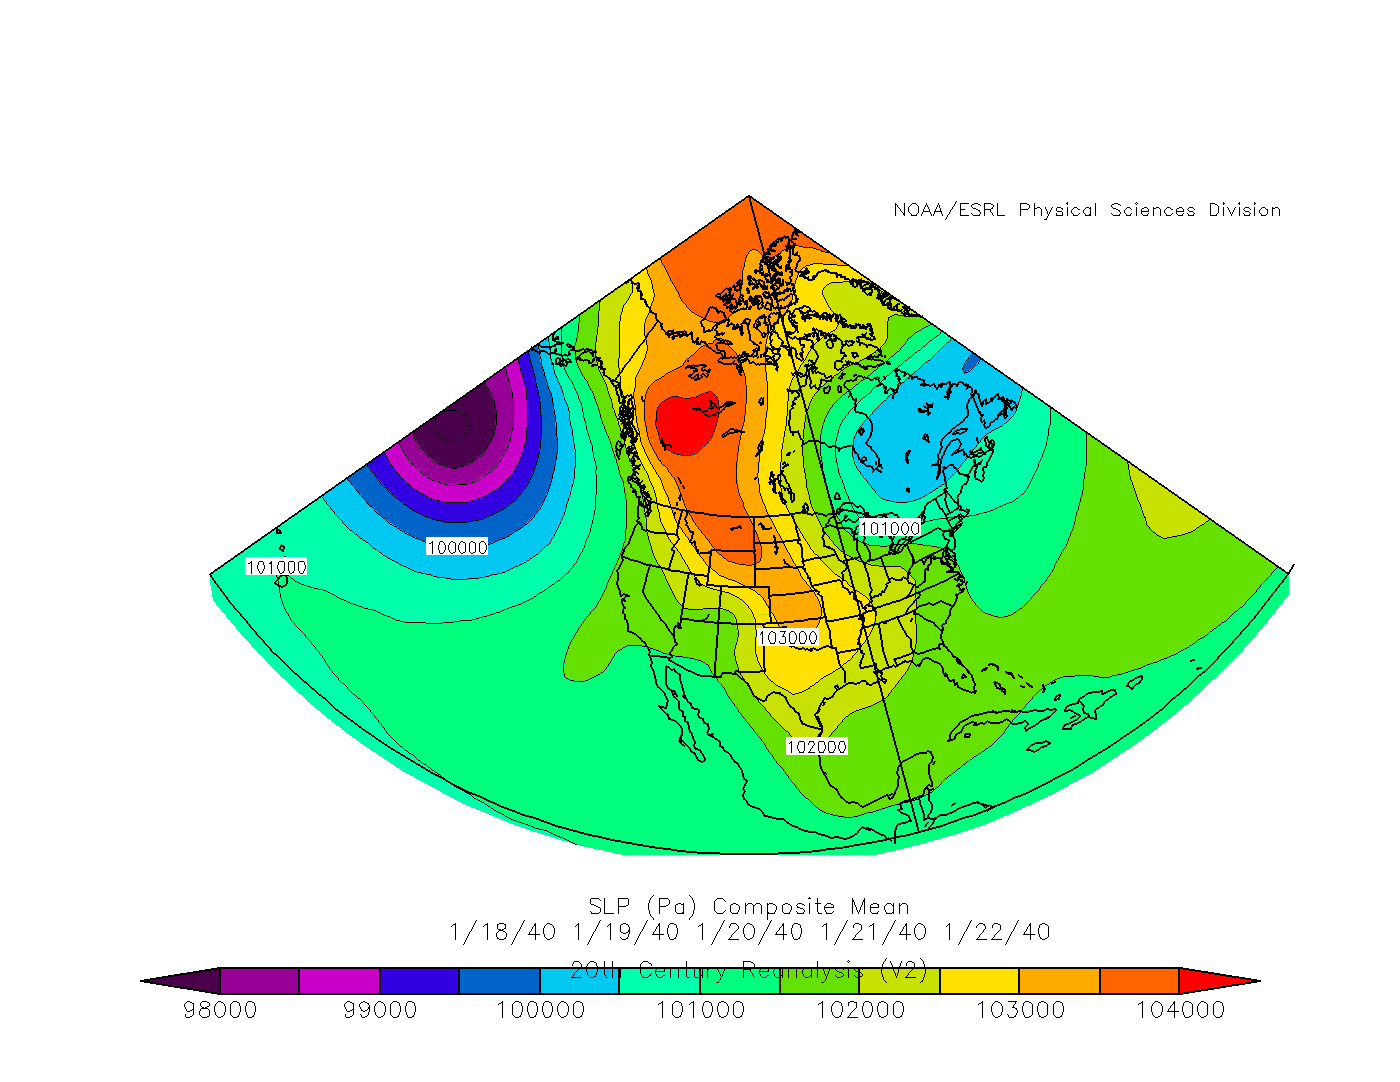 NOAA/ESRL Physical Sciences Division
100000
101000
101000
103000
102000
SLP (Pa) Composite Mean
1/18/40 1/19/40 1/20/40 1/21/40 1/22/40
20th Century Reanalysis (V2)
98000 99000 100000 101000 102000 103000 104000